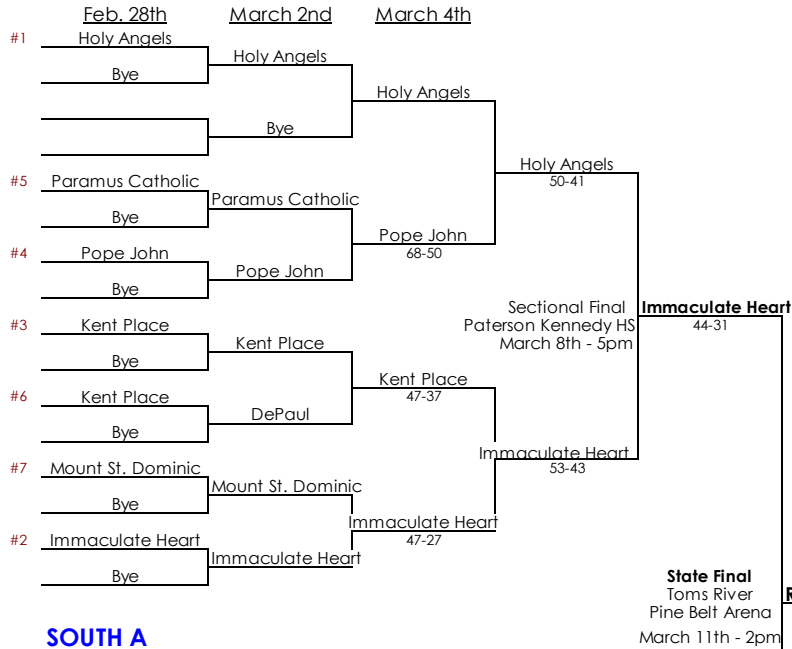 Feb. 28th March 2nd March 4th
#1 Holy Angels
Holy Angels
Bye
Holy Angels
Bye
Holy Angels
50-41
#5 Paramus Catholic
Paramus Catholic
Bye
Pope John
68-50
#4 Pope John
Pope John
Bye
Sectional Final
Paterson Kennedy HS
March 8th - 5pm
Immaculate Heart
44-31
#3 Kent Place
Kent Place
Bye
Kent Place
47-37
#6 Kent Place
DePaul
Bye
Immaculate Heart
53-43
#7 Mount St. Dominic
Mount St. Dominic
Bye
Immaculate Heart
47-27
#2 Immaculate Heart
Immaculate Heart
Bye
State Final
Toms River
Pine Belt Arena
March 11th - 2pm
R
SOUTH A